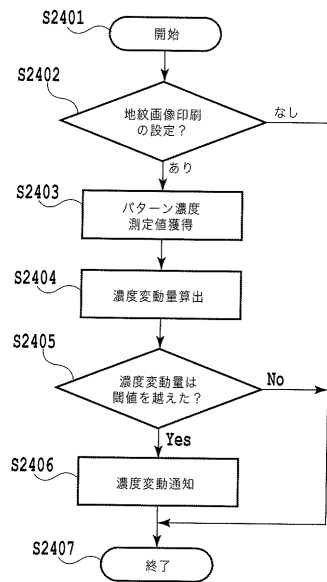 S2401
開始
S2402
地紋画像印刷
の設定？
なし
あり
S2403
パターン濃度
測定値獲得
S2404
濃度変動量算出
S2405
濃度変動量は
閾値を越えた？
No
Yes
S2406
濃度変動通知
S2407
終了